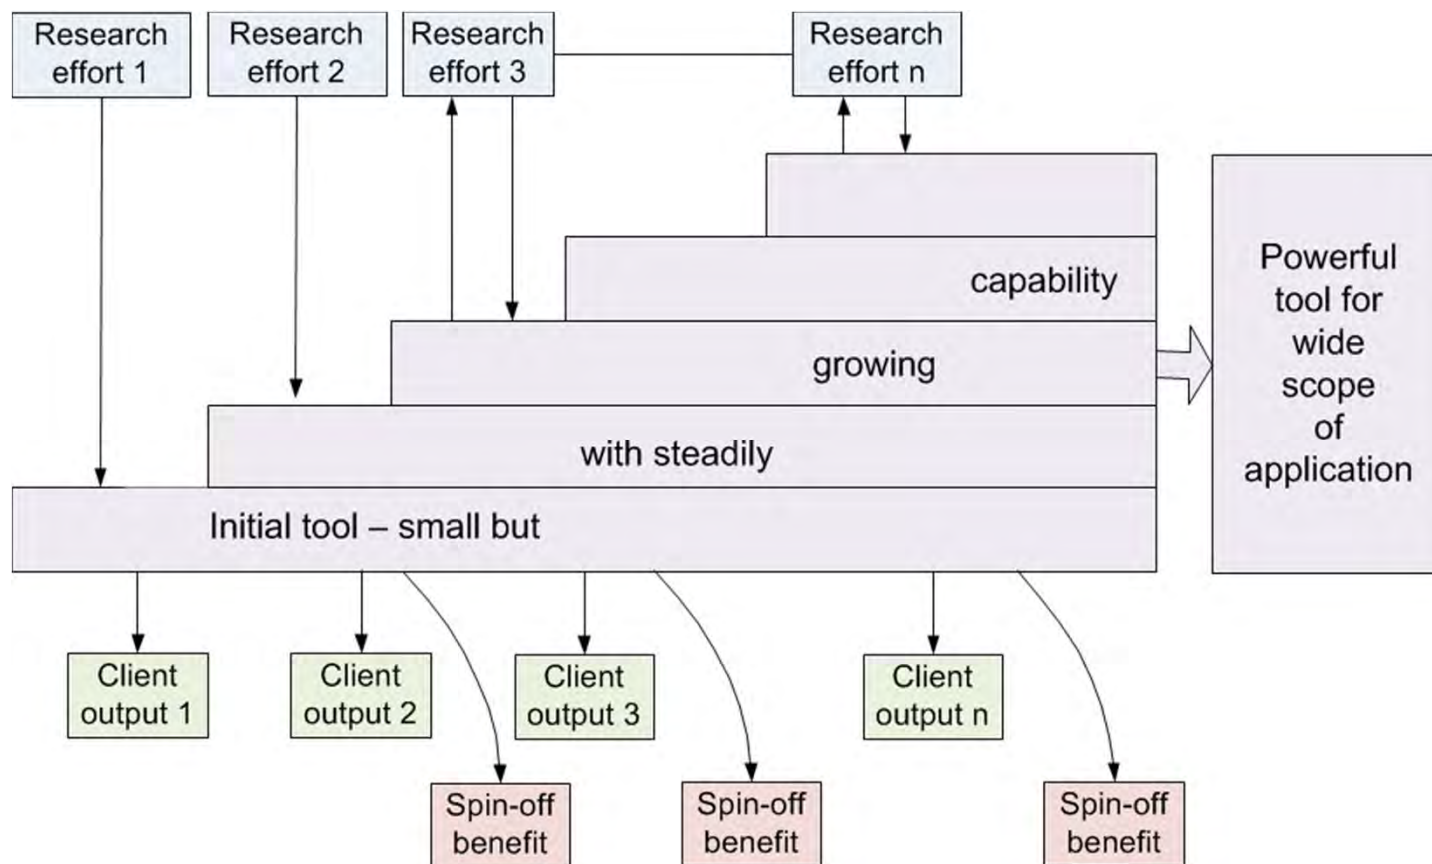 Research
effort 1
Research
effort 2
Research
effort 3
Research
effort n
capability
growing
with steadily
Initial tool – small but
Powerful
tool for
wide
scope
of
application
Client
output 1
Client
output 2
Client
output 3
Client
output n
Spin-off
benefit
Spin-off
benefit
Spin-off
benefit